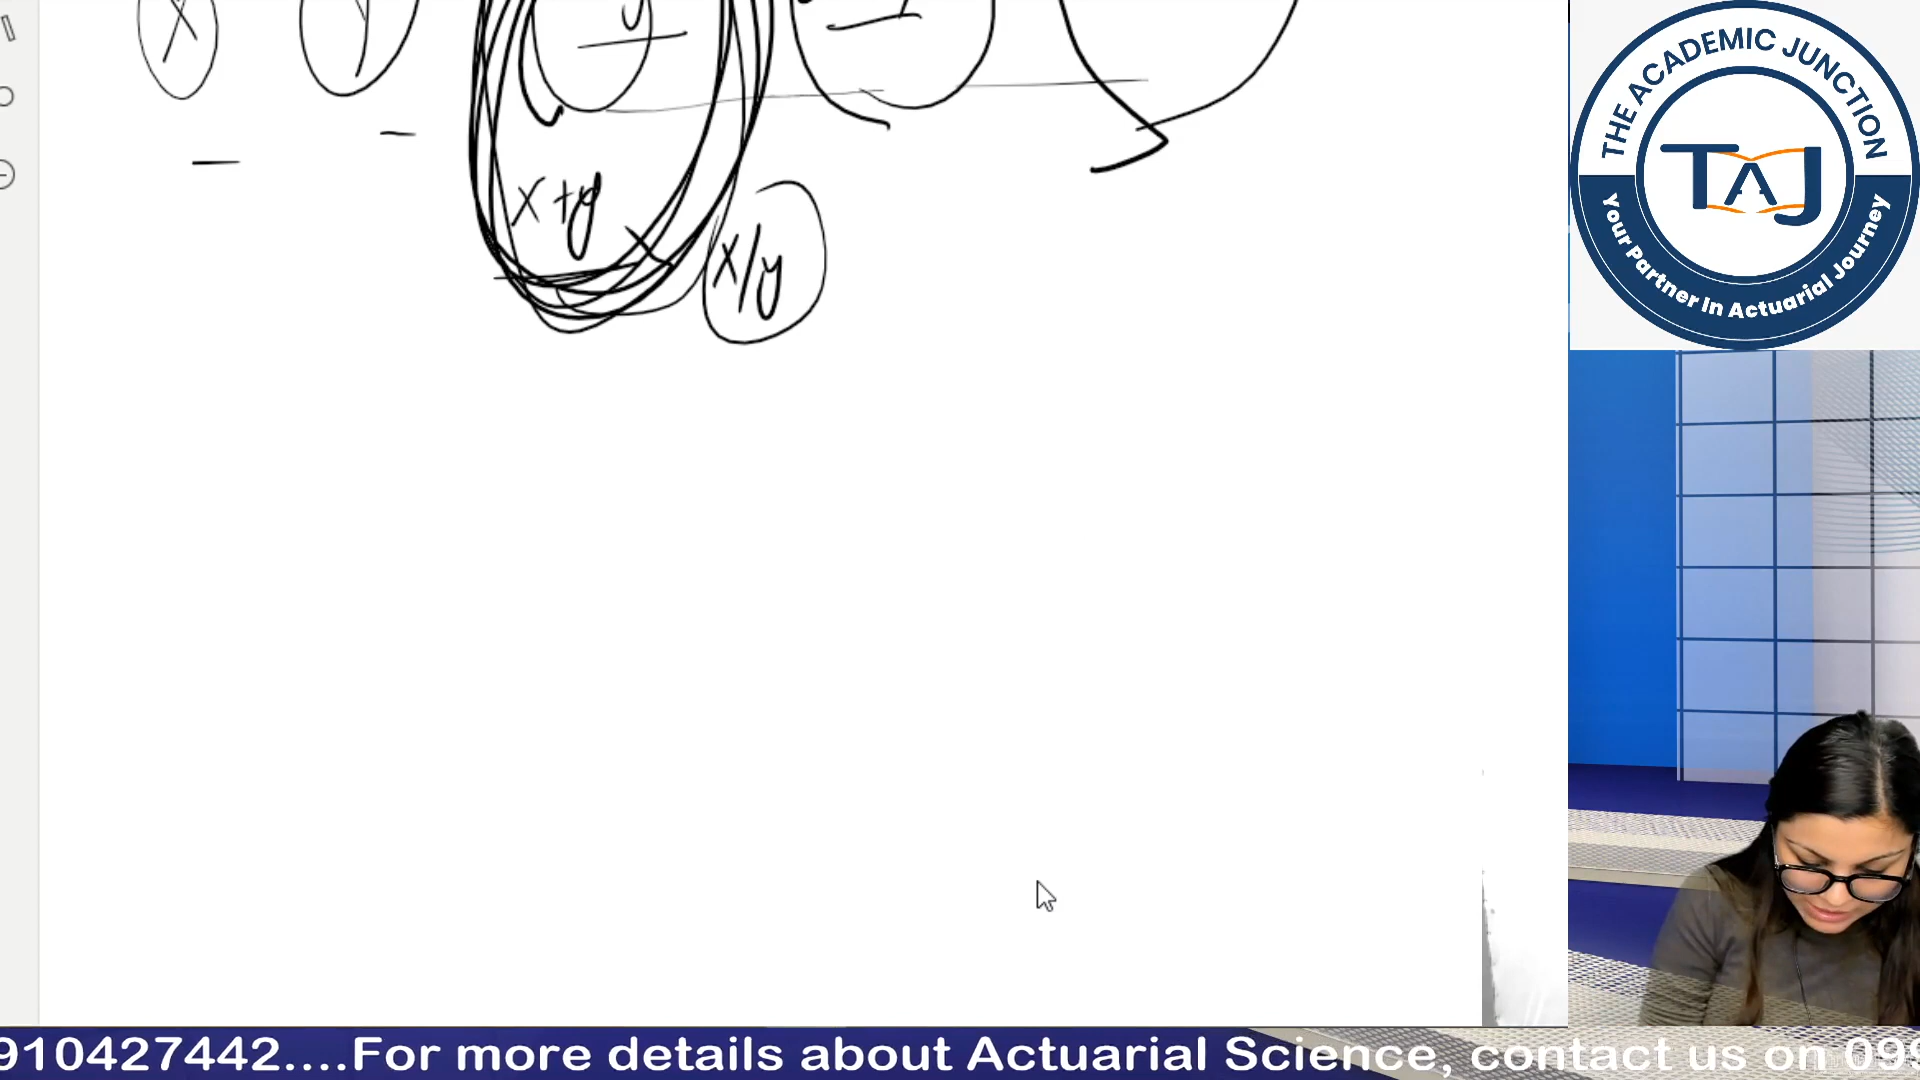 X y y
x+y
x/y
THE ACADEMIC JUNCTION
TAJ
Your Partner In Actuarial Journey
910427442....For more details about Actuarial Science, contact us on 099